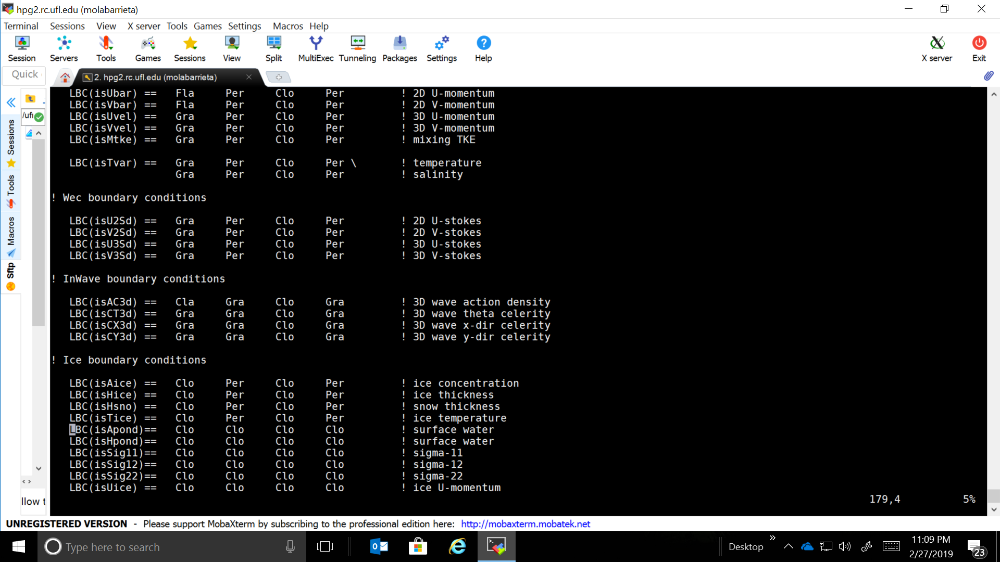 hpg2.rc.ufl.edu (molabarrieta)
Terminal Sessions View X server Tools Games Settings Macros Help
Session Servers Tools Games Sessions View Split MultiExec Tunneling Packages Settings Help X server Exit
Quick
2. hpg2.rc.ufl.edu (molabarrieta)
LBC(isUbar) == Fla Per Clo Per ! 2D U-momentum
LBC(isVbar) == Fla Per Clo Per ! 2D V-momentum
LBC(isUvel) == Gra Per Clo Per ! 3D U-momentum
LBC(isVvel) == Gra Per Clo Per ! 3D V-momentum
LBC(isMtke) == Gra Per Clo Per ! mixing TKE
LBC(isTvar) == Gra Per Clo Per \ ! temperature
Gra Per Clo Per ! salinity
! Wec boundary conditions
LBC(isU2Sd) == Gra Per Clo Per ! 2D U-stokes
LBC(isV2Sd) == Gra Per Clo Per ! 2D V-stokes
LBC(isU3Sd) == Gra Per Clo Per ! 3D U-stokes
LBC(isV3Sd) == Gra Per Clo Per ! 3D V-stokes
! InWave boundary conditions
LBC(isAC3d) == Cla Gra Clo Gra ! 3D wave action density
LBC(isCT3d) == Gra Gra Clo Gra ! 3D wave theta celerity
LBC(isCX3d) == Gra Gra Clo Gra ! 3D wave x-dir celerity
LBC(isCY3d) == Gra Gra Clo Gra ! 3D wave y-dir celerity
! Ice boundary conditions
LBC(isAice) == Clo Per Clo Per ! ice concentration
LBC(isHice) == Clo Per Clo Per ! ice thickness
LBC(isHsno) == Clo Per Clo Per ! snow thickness
LBC(isTice) == Clo Per Clo Per ! ice temperature
LBC(isApond)== Clo Clo Clo Clo ! surface water
LBC(isHpond)== Clo Clo Clo Clo ! surface water
LBC(isSig11)== Clo Clo Clo Clo ! sigma-11
LBC(isSig12)== Clo Clo Clo Clo ! sigma-12
LBC(isSig22)== Clo Clo Clo Clo ! sigma-22
LBC(isUice) == Clo Clo Clo Clo ! ice U-momentum
179,4 5%
/ufr
Sessions
Tools
Macros
Sftp
llow t
UNREGISTERED VERSION - Please support MobaXterm by subscribing to the professional edition here: http://mobaxterm.mobatek.net
Type here to search
Desktop
11:09 PM
2/27/2019
23